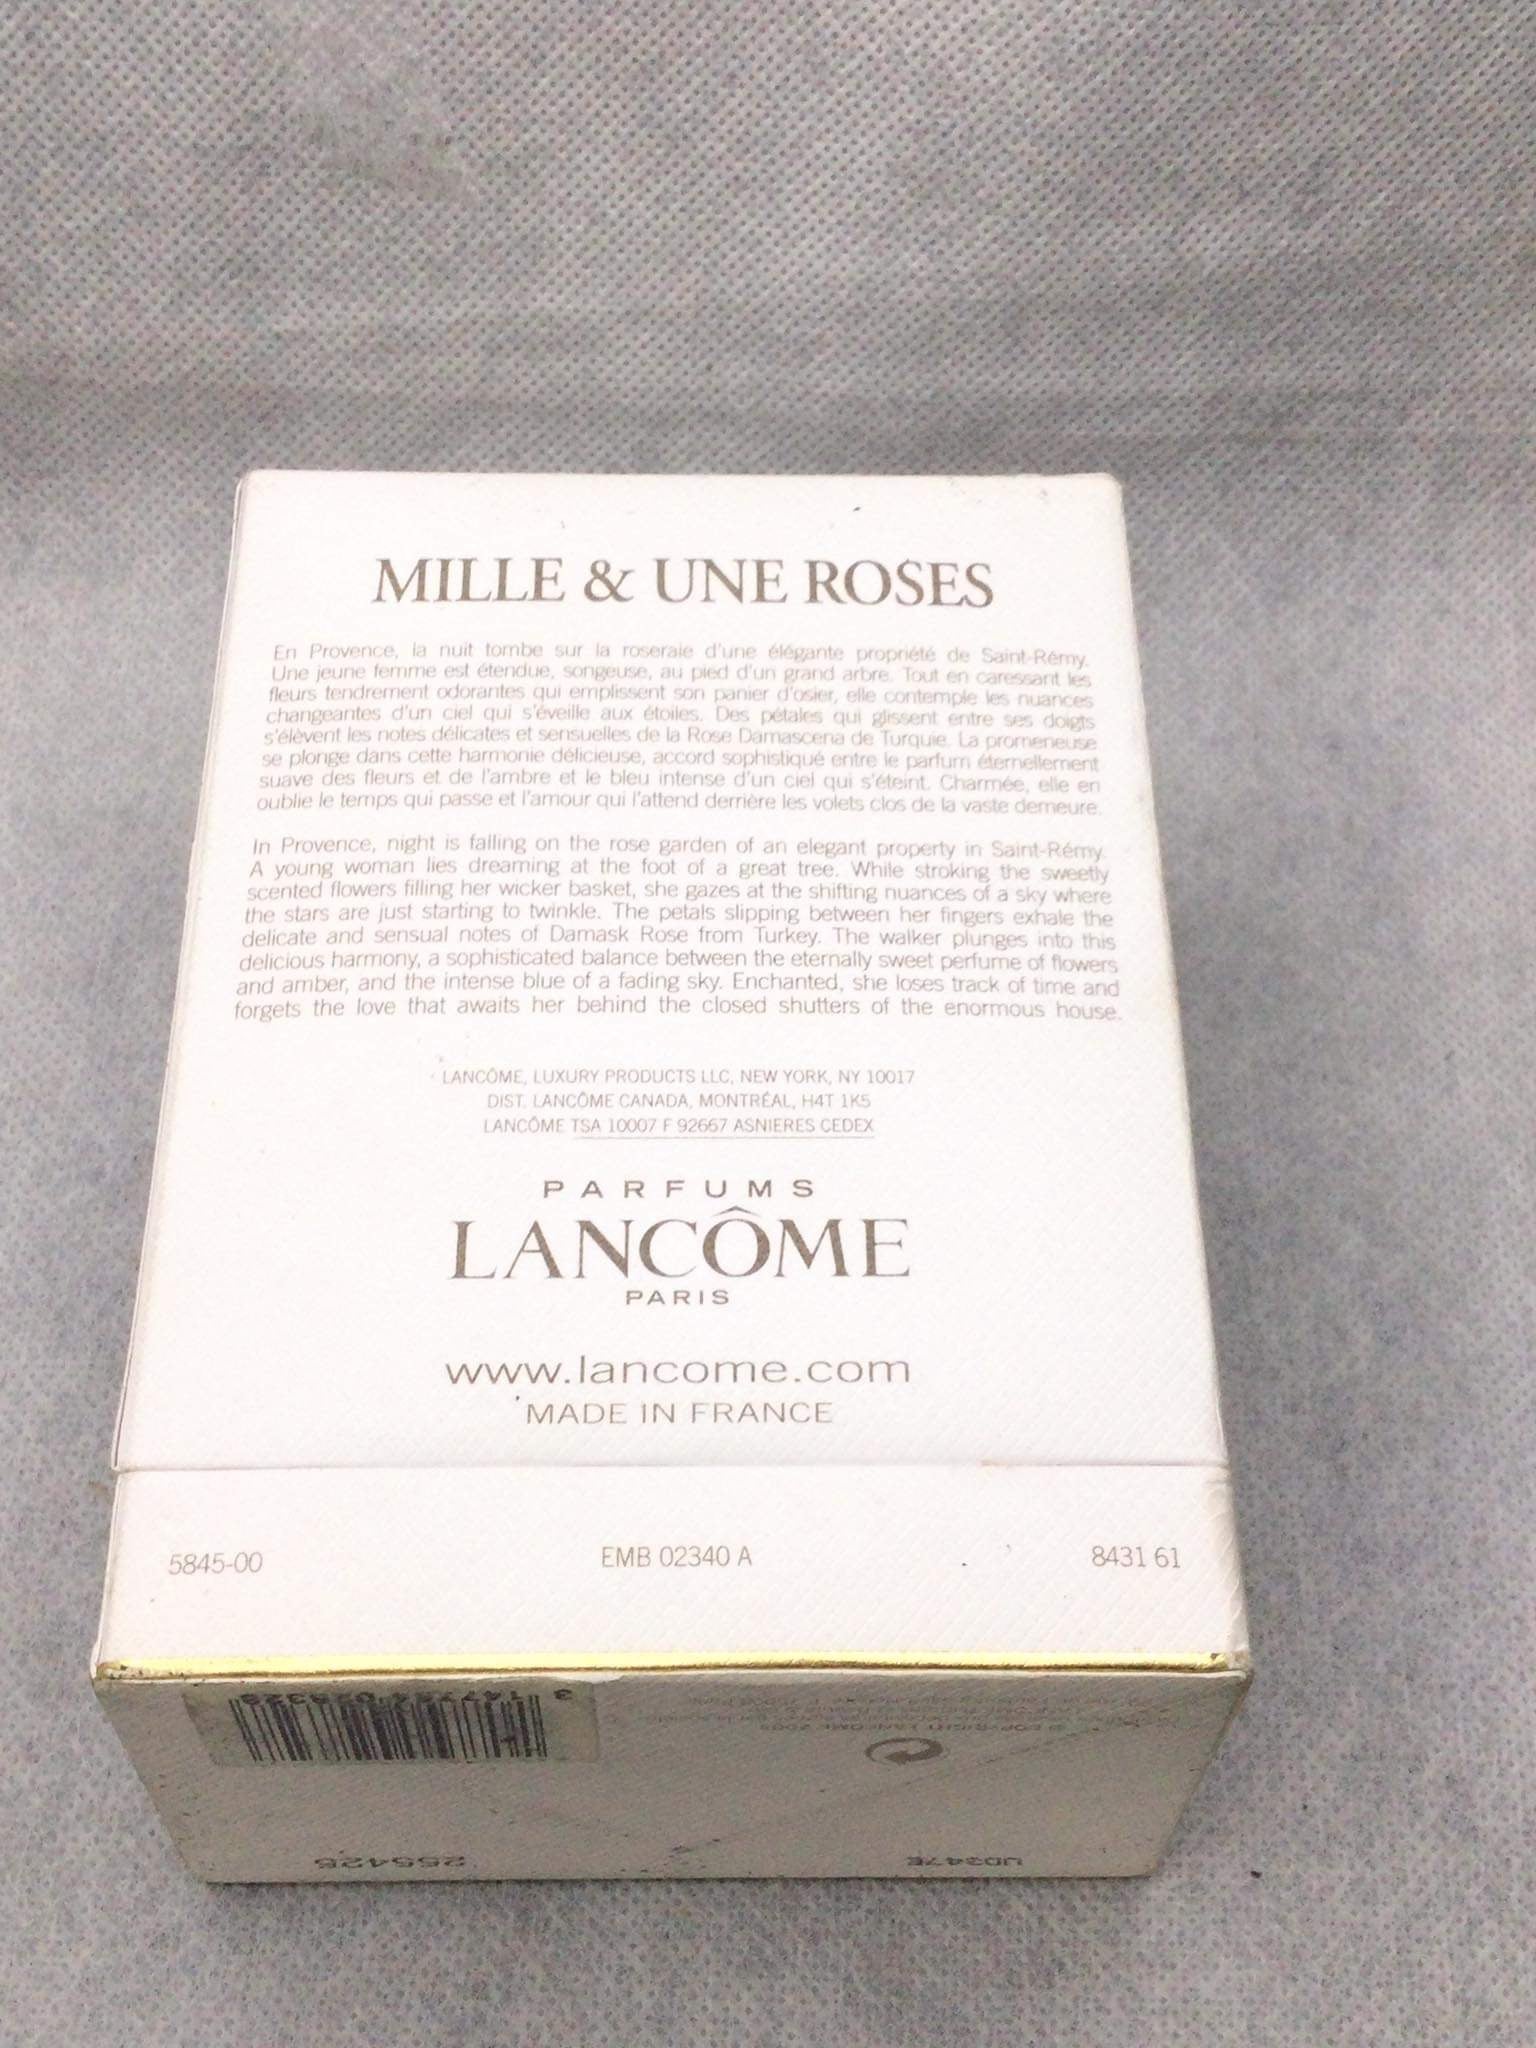 MILLE & UNE ROSES
En Provence, la nuit tombe sur la roseraie d'une élégante propriété de Saint-Rémy.
Une jeune femme est étendue, songeuse, au pied d'un grand arbre. Tout en caressant les
fleurs tendrement odorantes qui emplissent son panier d'osier, elle contemple les nuances
changeantes d'un ciel qui s'éveille aux étoiles. Des pétales qui glissent entre ses doigts
s'élèvent les notes délicates et sensuelles de la Rose Damascena de Turquie. La promeneuse
se plonge dans cette harmonie délicieuse, accord sophistiqué entre le parfum éternellement
suave des fleurs et de l'ambre et le bleu intense d'un ciel qui s'éteint. Charmée, elle en
oublie le temps qui passe et l'amour qui l'attend derrière les volets clos de la vaste demeure.
In Provence, night is falling on the rose garden of an elegant property in Saint-Rémy.
A young woman lies dreaming at the foot of a great tree. While stroking the sweetly
scented flowers filling her wicker basket, she gazes at the shifting nuances of a sky where
the stars are just starting to twinkle. The petals slipping between her fingers exhale the
delicate and sensual notes of Damask Rose from Turkey. The walker plunges into this
delicious harmony, a sophisticated balance between the eternally sweet perfume of flowers
and amber, and the intense blue of a fading sky. Enchanted, she loses track of time and
forgets the love that awaits her behind the closed shutters of the enormous house.
LANCÔME, LUXURY PRODUCTS LLC, NEW YORK, NY 10017
DIST. LANCÔME CANADA, MONTRÉAL, H4T 1K5
LANCÔME TSA 10007 F 92667 ASNIERES CEDEX
PARFUMS
LANCÔME
PARIS
www.lancome.com
MADE IN FRANCE
5845-00 EMB 02340 A 8431 61
© COPYRIGHT LANCOME
UD347E 255425